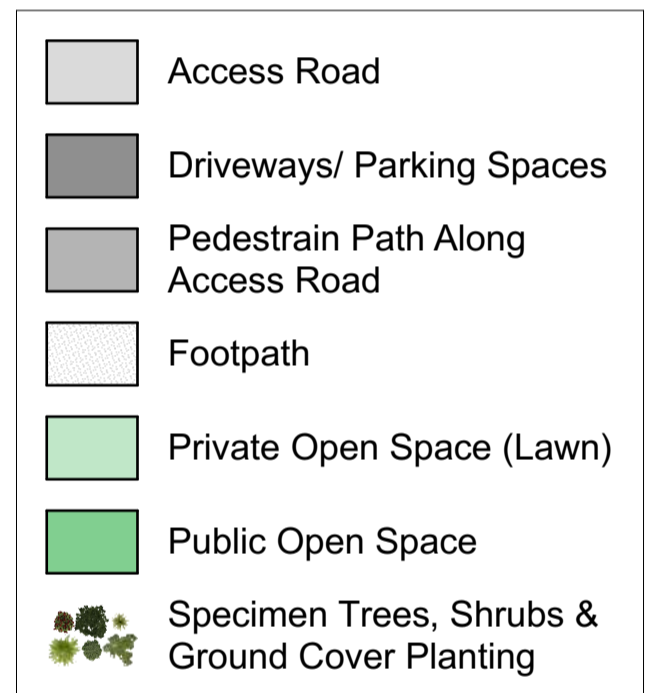 Access Road
Driveways/ Parking Spaces
Pedestrain Path Along
Access Road
Footpath
Private Open Space (Lawn)
Public Open Space
Specimen Trees, Shrubs &
Ground Cover Planting